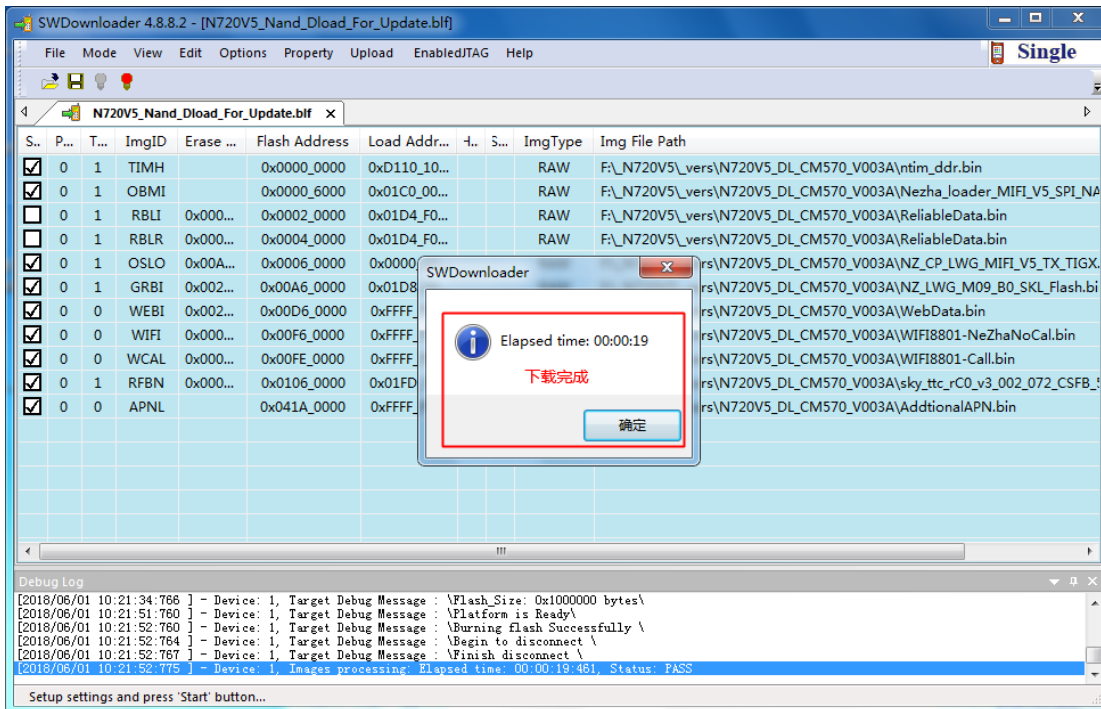 SWDownloader 4.8.8.2 - [N720V5_Nand_Dload_For_Update.blf]
File Mode View Edit Options Property Upload EnabledJTAG Help Single
N720V5_Nand_Dload_For_Update.blf
S... P... T... ImgID Erase ... Flash Address Load Addr... S... ImgType Img File Path
0 1 TIMH 0x0000_0000 0xD110_10... RAW F:\_N720V5\_vers\N720V5_DL_CM570_V003A\ntim_ddr.bin
0 1 OBMI 0x0000_6000 0x01C0_00... RAW F:\_N720V5\_vers\N720V5_DL_CM570_V003A\Nezha_loader_MIFI_V5_SPI_NA
0 1 RBLI 0x000... 0x0002_0000 0x01D4_F0... RAW F:\_N720V5\_vers\N720V5_DL_CM570_V003A\ReliableData.bin
0 1 RBLR 0x000... 0x0004_0000 0x01D4_F0... RAW F:\_N720V5\_vers\N720V5_DL_CM570_V003A\ReliableData.bin
0 1 OSLO 0x00A... 0x0006_0000 0x0000 rs\N720V5_DL_CM570_V003A\NZ_CP_LWG_MIFI_V5_TX_TIGX.
0 1 GRBI 0x002... 0x00A6_0000 0x01D8 rs\N720V5_DL_CM570_V003A\NZ_LWG_M09_B0_SKL_Flash.bi
0 0 WEBI 0x002... 0x00D6_0000 0xFFFF_ rs\N720V5_DL_CM570_V003A\WebData.bin
0 0 WIFI 0x000... 0x00F6_0000 0xFFFF_ rs\N720V5_DL_CM570_V003A\WIFI8801-NeZhaNoCal.bin
0 0 WCAL 0x000... 0x00FE_0000 0xFFFF_ rs\N720V5_DL_CM570_V003A\WIFI8801-Call.bin
0 1 RFBN 0x000... 0x0106_0000 0x01FD rs\N720V5_DL_CM570_V003A\sky_ttc_rC0_v3_002_072_CSFB_
0 0 APNL 0x041A_0000 0xFFFF_ rs\N720V5_DL_CM570_V003A\AddtionalAPN.bin
SWDownloader
Elapsed time: 00:00:19
下载完成
确定
Debug Log
[2018/06/01 10:21:34:766 ] - Device: 1, Target Debug Message : \Flash_Size: 0x1000000 bytes\
[2018/06/01 10:21:51:760 ] - Device: 1, Target Debug Message : \Platform is Ready\
[2018/06/01 10:21:52:760 ] - Device: 1, Target Debug Message : \Burning flash Successfully \
[2018/06/01 10:21:52:764 ] - Device: 1, Target Debug Message : \Begin to disconnect \
[2018/06/01 10:21:52:767 ] - Device: 1, Target Debug Message : \Finish disconnect \
[2018/06/01 10:21:52:775 ] - Device: 1, Images processing: Elapsed time: 00:00:19:461, Status: PASS
Setup settings and press 'Start' button...